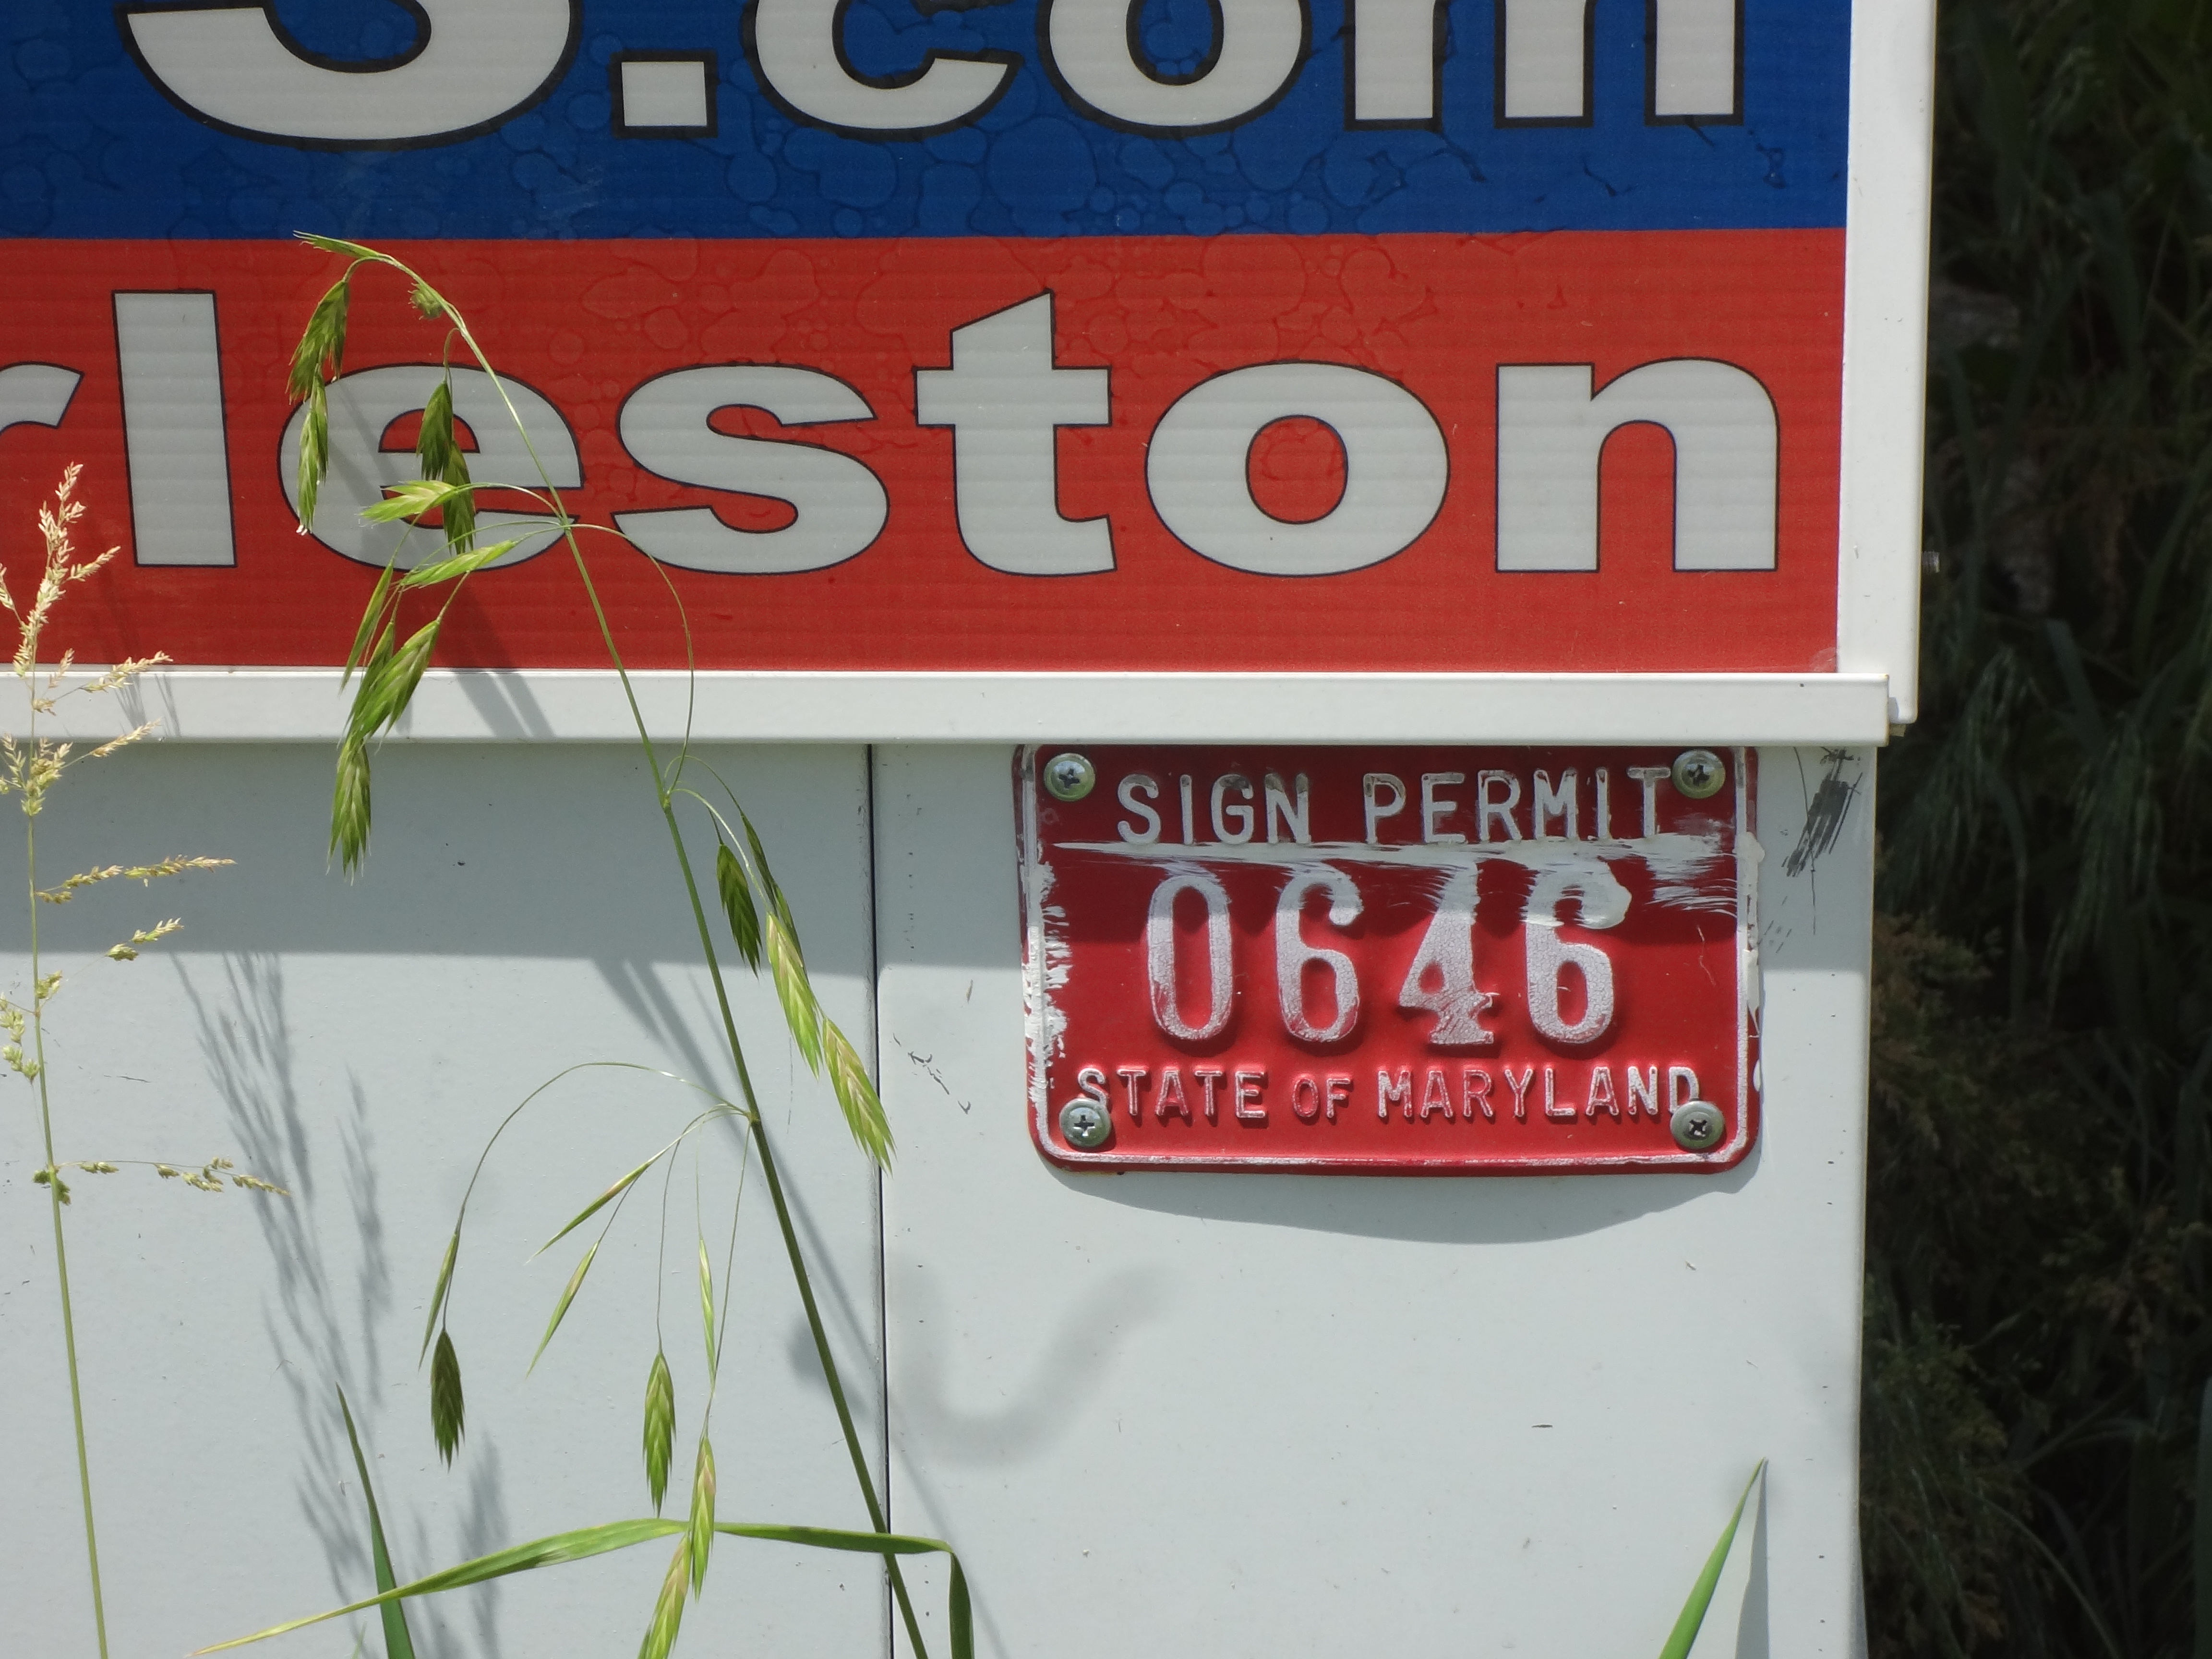 s.com
rleston
SIGN PERMIT
0646
STATE OF MARYLAND